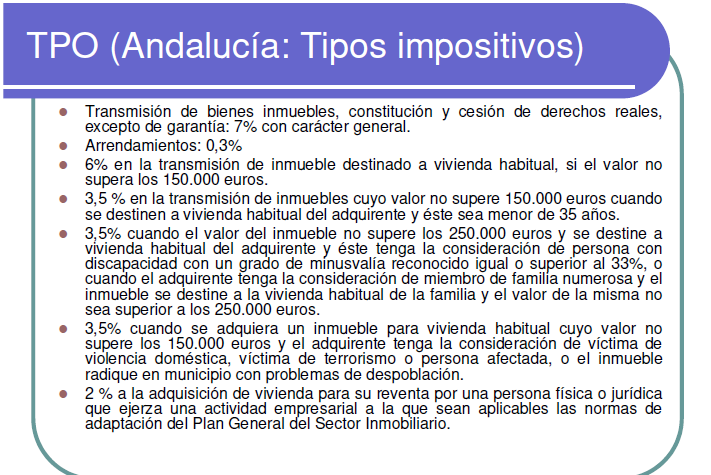 TPO (Andalucía: Tipos impositivos)
Transmisión de bienes inmuebles, constitución y cesión de derechos reales,
excepto de garantía: 7% con carácter general.
Arrendamientos: 0,3%
6% en la transmisión de inmueble destinado a vivienda habitual, si el valor no
supera los 150.000 euros.
3,5 % en la transmisión de inmuebles cuyo valor no supere 150.000 euros cuando
se destinen a vivienda habitual del adquirente y éste sea menor de 35 años.
3,5% cuando el valor del inmueble no supere los 250.000 euros y se destine a
vivienda habitual del adquirente y éste tenga la consideración de persona con
discapacidad con un grado de minusvalía reconocido igual o superior al 33%, o
cuando el adquirente tenga la consideración de miembro de familia numerosa y el
inmueble se destine a la vivienda habitual de la familia y el valor de la misma no
sea superior a los 250.000 euros.
3,5% cuando se adquiera un inmueble para vivienda habitual cuyo valor no
supere los 150.000 euros y el adquirente tenga la consideración de víctima de
violencia doméstica, víctima de terrorismo o persona afectada, o el inmueble
radique en municipio con problemas de despoblación.
2 % a la adquisición de vivienda para su reventa por una persona física o jurídica
que ejerza una actividad empresarial a la que sean aplicables las normas de
adaptación del Plan General del Sector Inmobiliario.